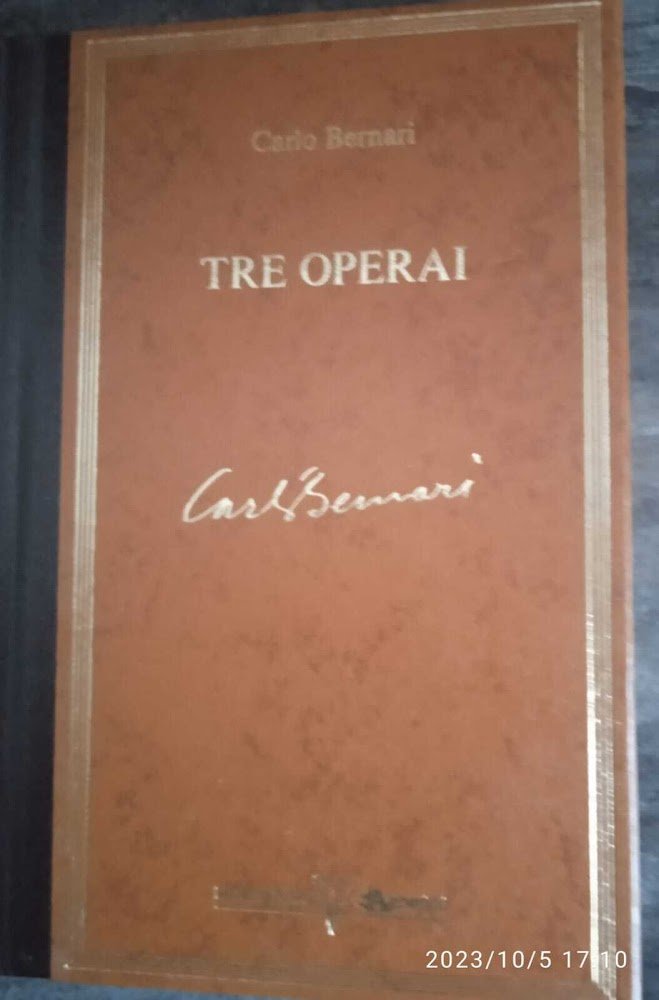 Carlo Bernari
TRE OPERAI
Carlo Bernari
2023/10/5 17:10